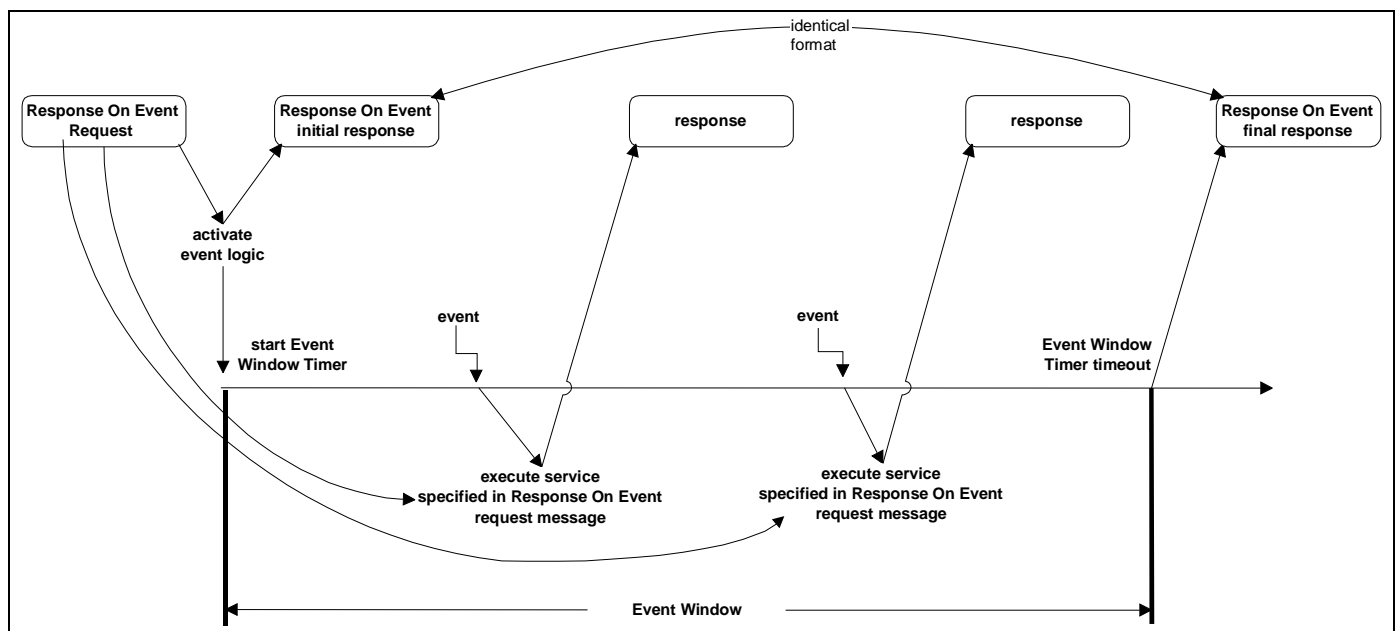 identical
format
Response On Event
Request
Response On Event
initial response
response
response
Response On Event
final response
activate
event logic
start Event
Window Timer
event
event
Event Window
Timer timeout
execute service
specified in Response On Event
request message
execute service
specified in Response On Event
request message
Event Window